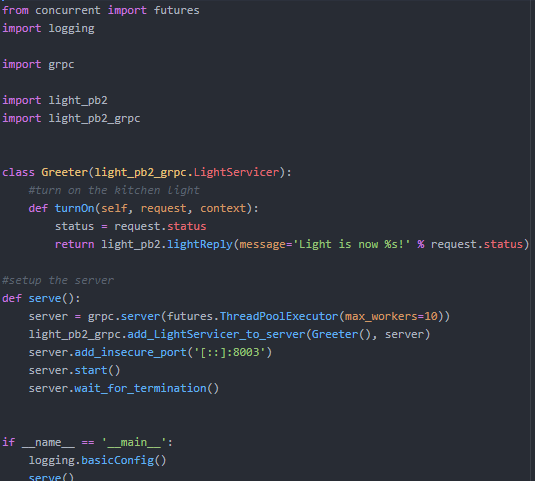 from concurrent import futures
import logging

import grpc

import light_pb2
import light_pb2_grpc


class Greeter(light_pb2_grpc.LightServicer):
    #turn on the kitchen light
    def turnOn(self, request, context):
        status = request.status
        return light_pb2.lightReply(message='Light is now %s!' % request.status)

#setup the server
def serve():
    server = grpc.server(futures.ThreadPoolExecutor(max_workers=10))
    light_pb2_grpc.add_LightServicer_to_server(Greeter(), server)
    server.add_insecure_port('[::]:8003')
    server.start()
    server.wait_for_termination()


if __name__ == '__main__':
    logging.basicConfig()
    serve()